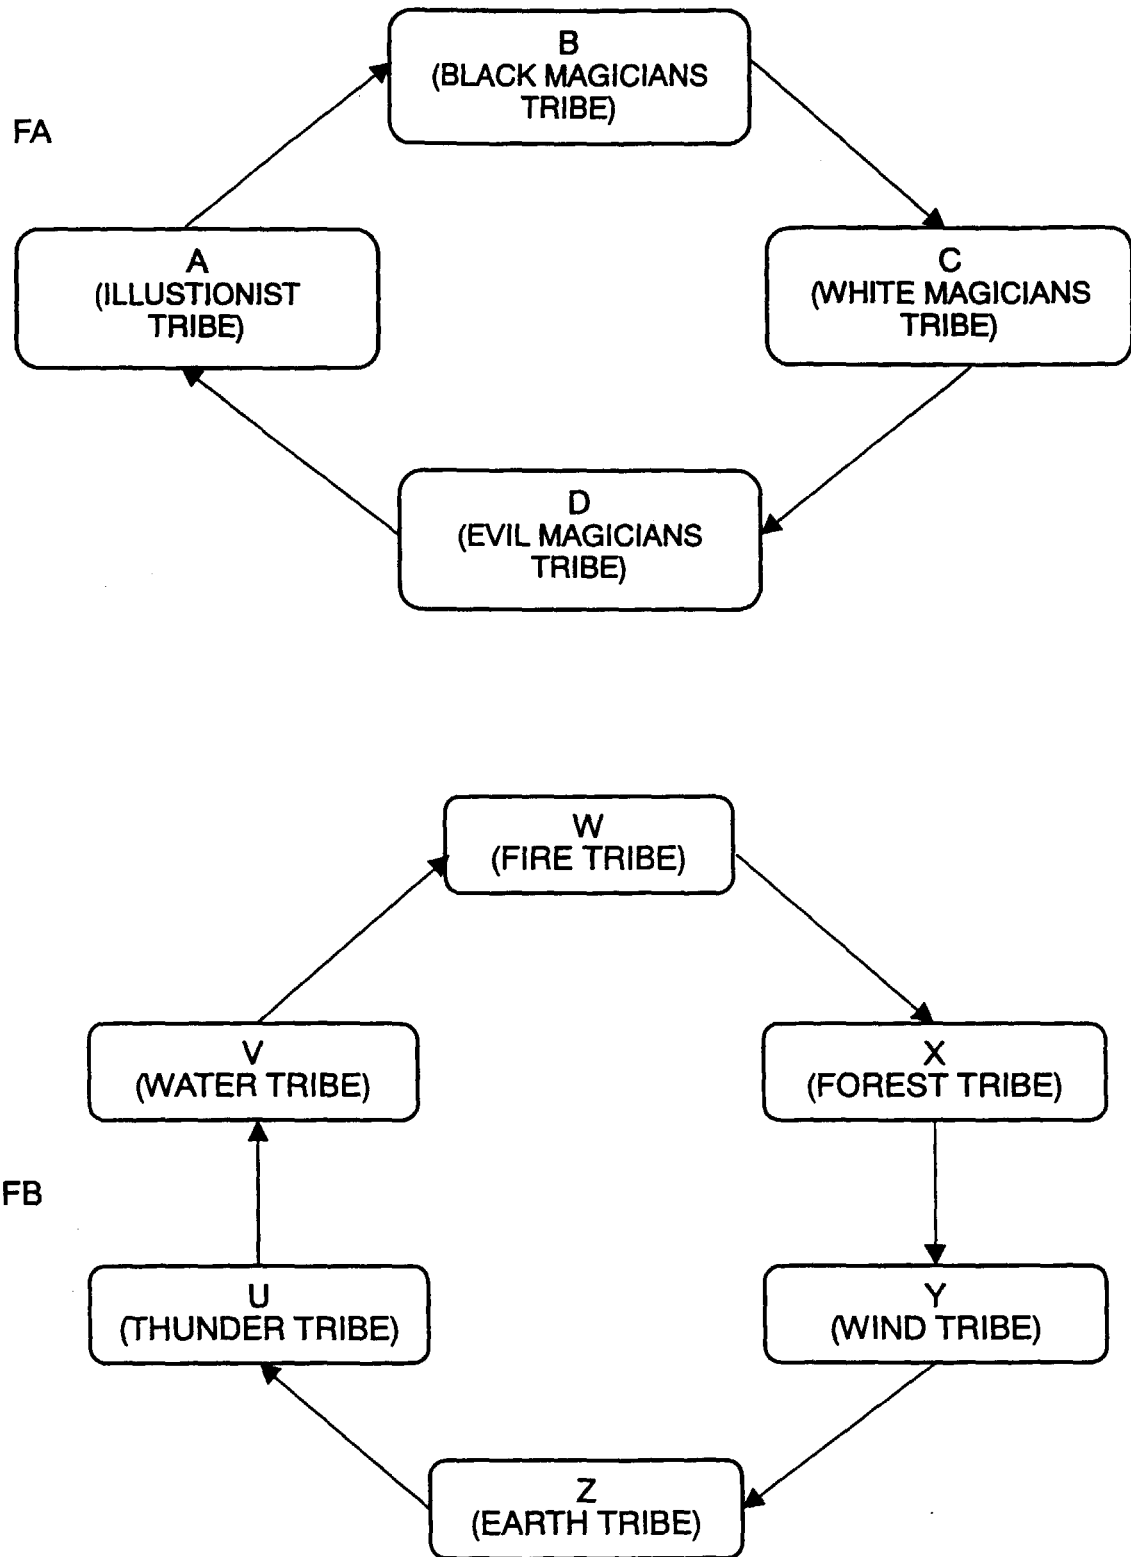 B
(BLACK MAGICIANS
TRIBE)
FA
A
(ILLUSTIONIST
TRIBE)
C
(WHITE MAGICIANS
TRIBE)
D
(EVIL MAGICIANS
TRIBE)
W
(FIRE TRIBE)
V
(WATER TRIBE)
X
(FOREST TRIBE)
FB
U
(THUNDER TRIBE)
Y
(WIND TRIBE)
Z
(EARTH TRIBE)